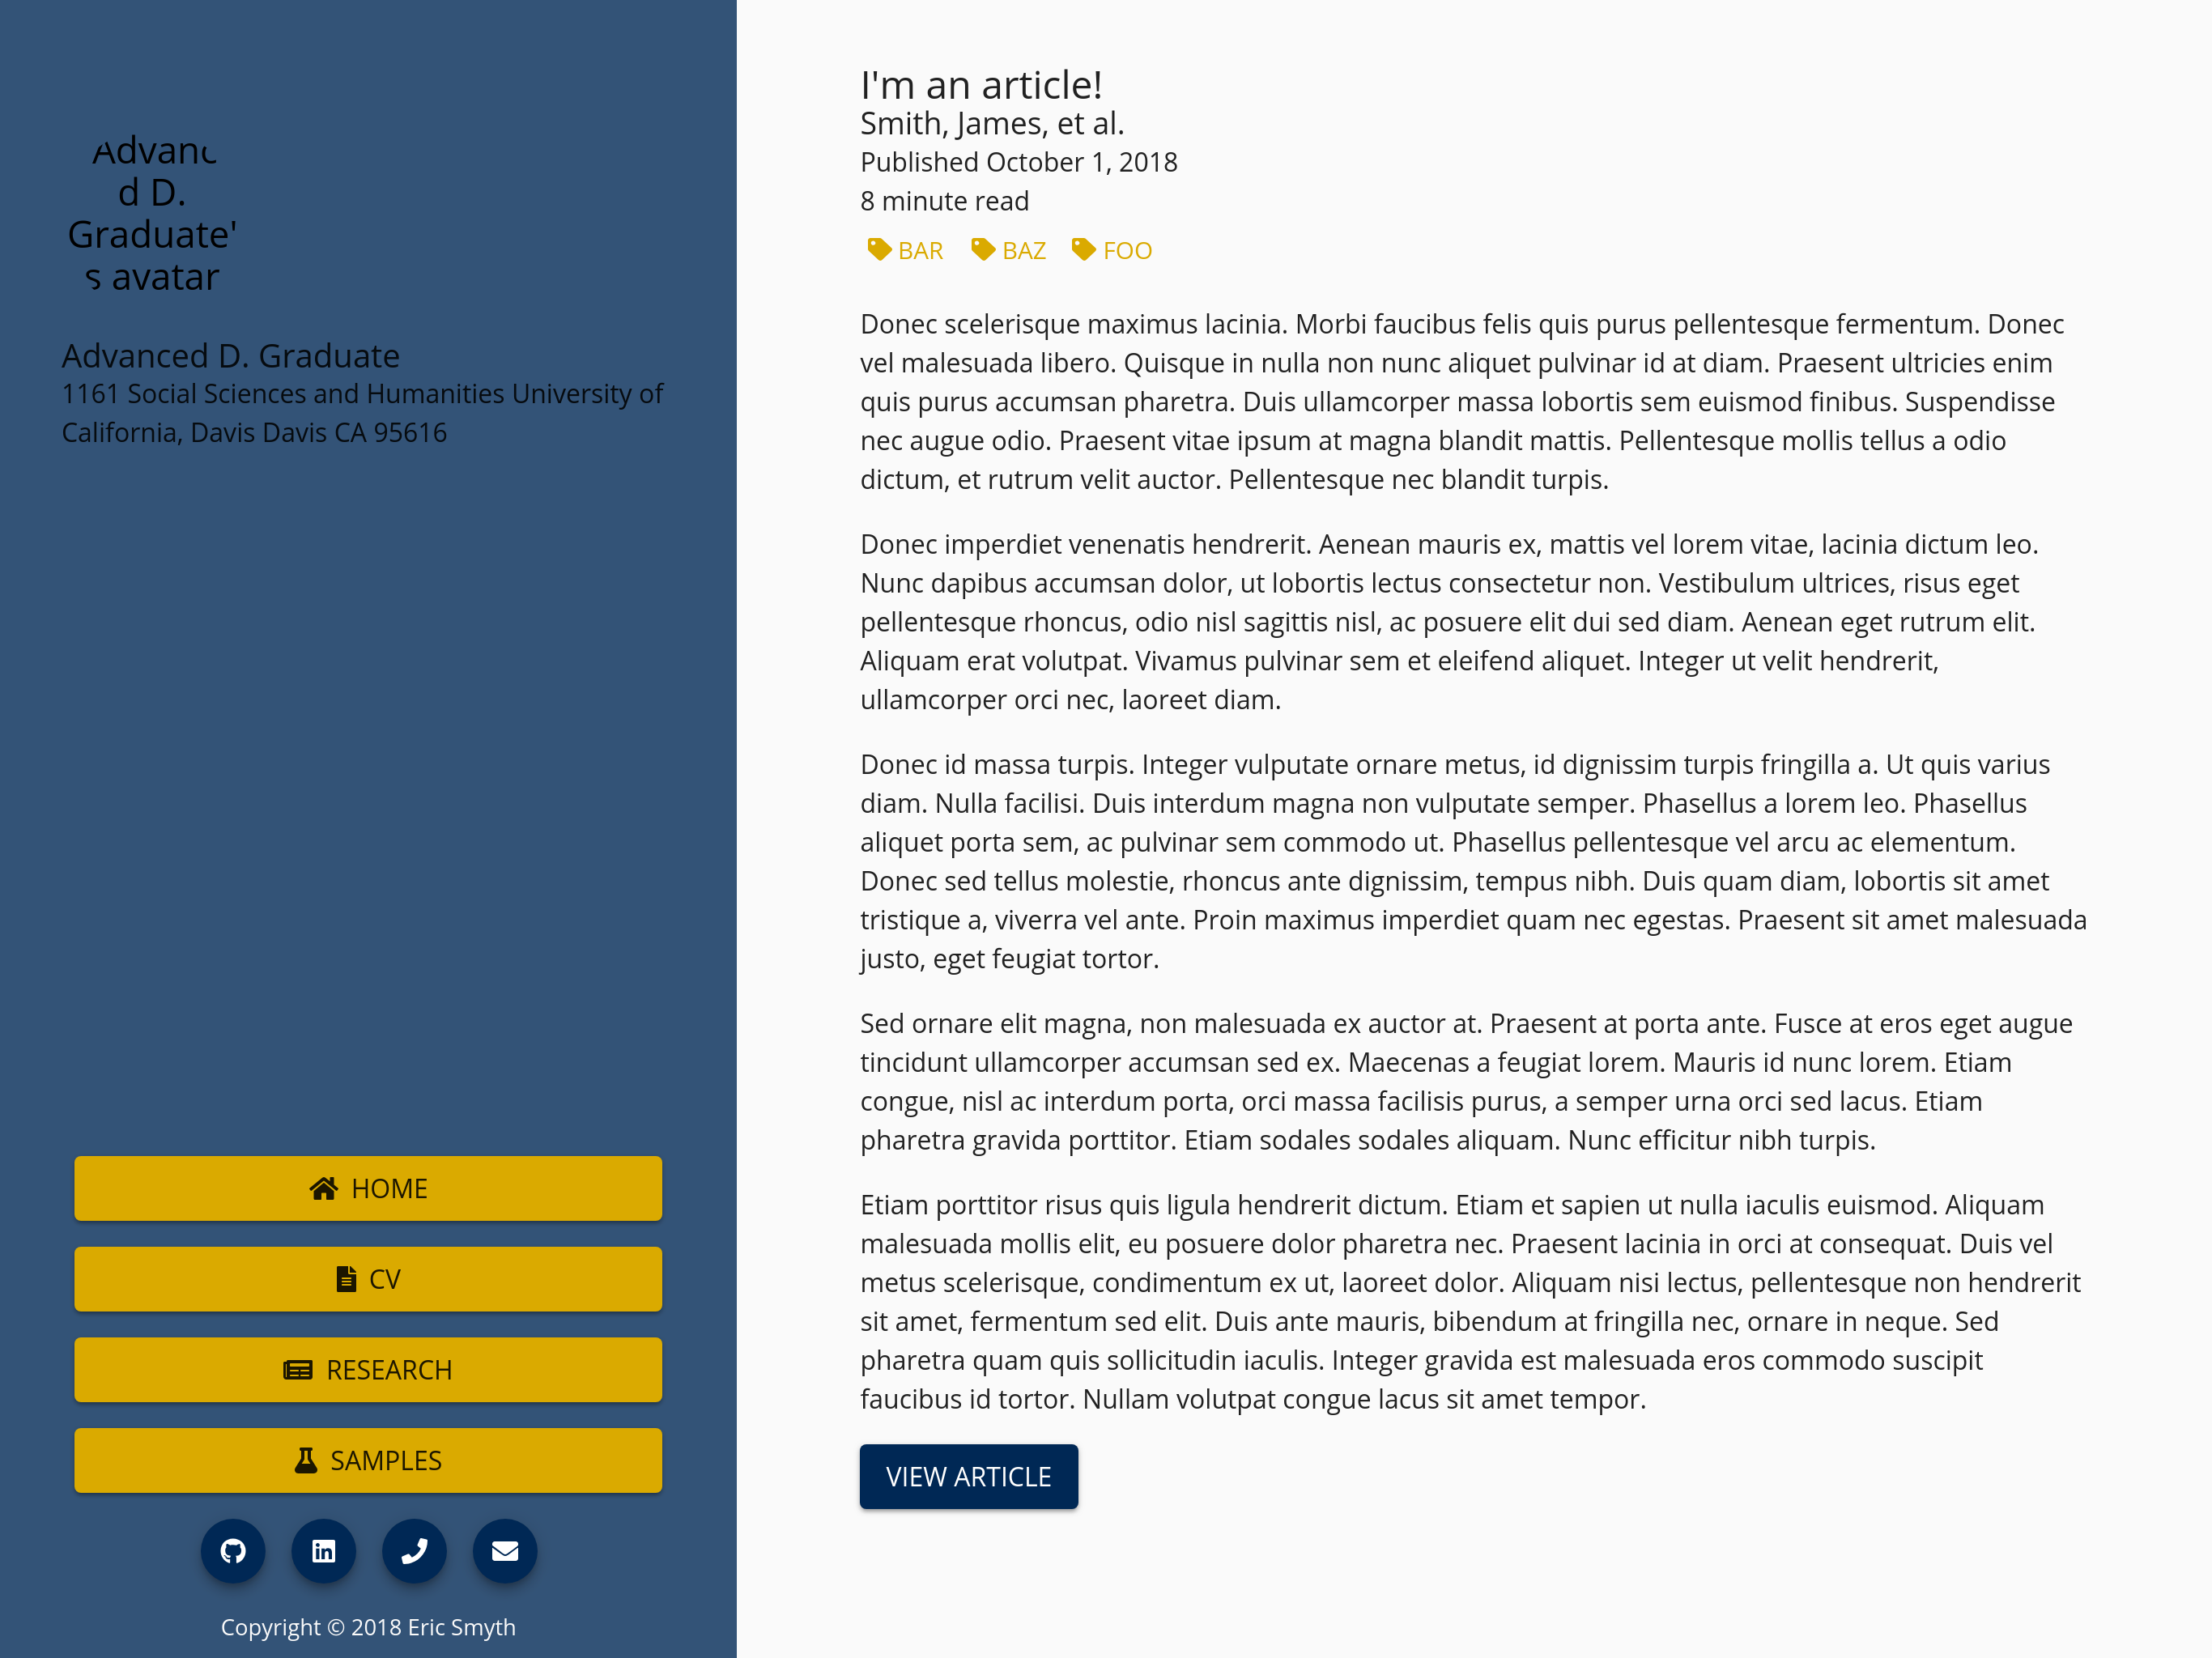 Advanc
d D.
Graduate'
s avatar
Advanced D. Graduate
1161 Social Sciences and Humanities University of
California, Davis Davis CA 95616
HOME
CV
RESEARCH
SAMPLES
Copyright © 2018 Eric Smyth
I'm an article!
Smith, James, et al.
Published October 1, 2018
8 minute read
BAR BAZ FOO
Donec scelerisque maximus lacinia. Morbi faucibus felis quis purus pellentesque fermentum. Donec
vel malesuada libero. Quisque in nulla non nunc aliquet pulvinar id at diam. Praesent ultricies enim
quis purus accumsan pharetra. Duis ullamcorper massa lobortis sem euismod finibus. Suspendisse
nec augue odio. Praesent vitae ipsum at magna blandit mattis. Pellentesque mollis tellus a odio
dictum, et rutrum velit auctor. Pellentesque nec blandit turpis.
Donec imperdiet venenatis hendrerit. Aenean mauris ex, mattis vel lorem vitae, lacinia dictum leo.
Nunc dapibus accumsan dolor, ut lobortis lectus consectetur non. Vestibulum ultrices, risus eget
pellentesque rhoncus, odio nisl sagittis nisl, ac posuere elit dui sed diam. Aenean eget rutrum elit.
Aliquam erat volutpat. Vivamus pulvinar sem et eleifend aliquet. Integer ut velit hendrerit,
ullamcorper orci nec, laoreet diam.
Donec id massa turpis. Integer vulputate ornare metus, id dignissim turpis fringilla a. Ut quis varius
diam. Nulla facilisi. Duis interdum magna non vulputate semper. Phasellus a lorem leo. Phasellus
aliquet porta sem, ac pulvinar sem commodo ut. Phasellus pellentesque vel arcu ac elementum.
Donec sed tellus molestie, rhoncus ante dignissim, tempus nibh. Duis quam diam, lobortis sit amet
tristique a, viverra vel ante. Proin maximus imperdiet quam nec egestas. Praesent sit amet malesuada
justo, eget feugiat tortor.
Sed ornare elit magna, non malesuada ex auctor at. Praesent at porta ante. Fusce at eros eget augue
tincidunt ullamcorper accumsan sed ex. Maecenas a feugiat lorem. Mauris id nunc lorem. Etiam
congue, nisl ac interdum porta, orci massa facilisis purus, a semper urna orci sed lacus. Etiam
pharetra gravida porttitor. Etiam sodales sodales aliquam. Nunc efficitur nibh turpis.
Etiam porttitor risus quis ligula hendrerit dictum. Etiam et sapien ut nulla iaculis euismod. Aliquam
malesuada mollis elit, eu posuere dolor pharetra nec. Praesent lacinia in orci at consequat. Duis vel
metus scelerisque, condimentum ex ut, laoreet dolor. Aliquam nisi lectus, pellentesque non hendrerit
sit amet, fermentum sed elit. Duis ante mauris, bibendum at fringilla nec, ornare in neque. Sed
pharetra quam quis sollicitudin iaculis. Integer gravida est malesuada eros commodo suscipit
faucibus id tortor. Nullam volutpat congue lacus sit amet tempor.
VIEW ARTICLE